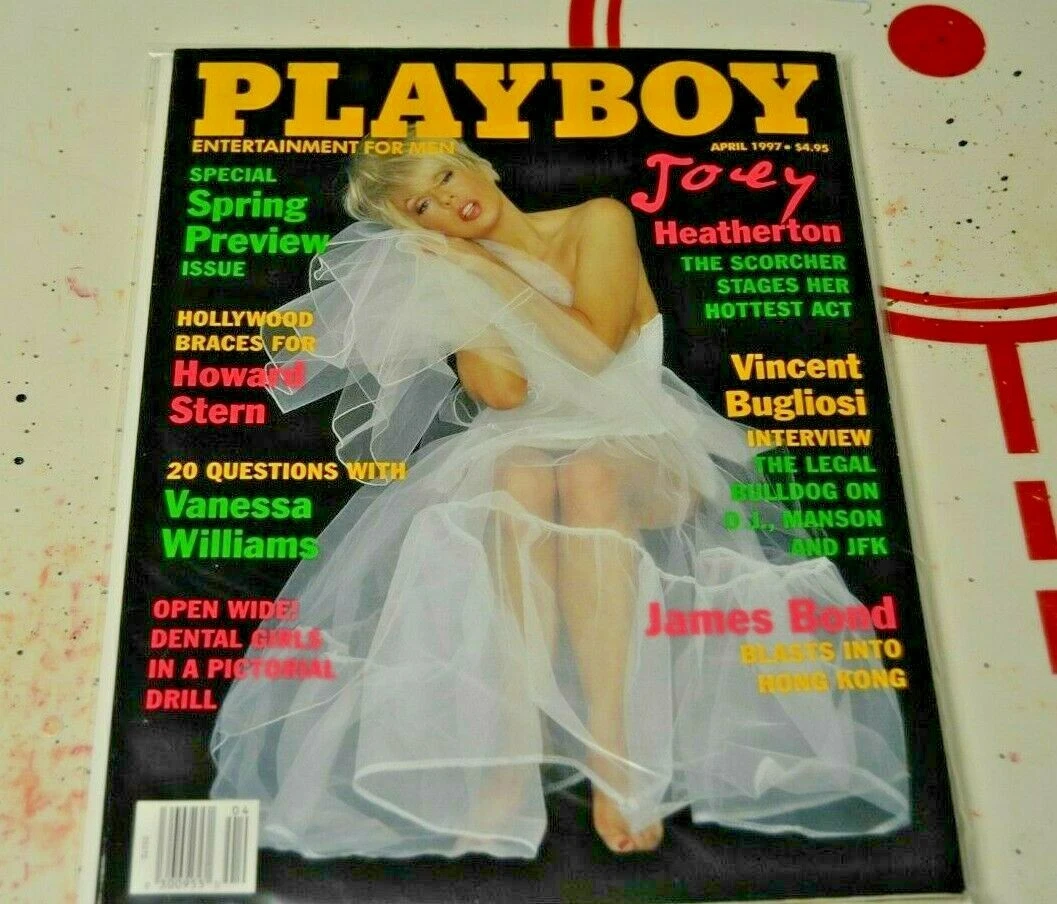 PLAYBOY
ENTERTAINMENT FOR MEN
APRIL 1997 • $4.95
SPECIAL
Spring
Preview
ISSUE
HOLLYWOOD
BRACES FOR
Howard
Stern
20 QUESTIONS WITH
Vanessa
Williams
OPEN WIDE!
DENTAL GIRLS
IN A PICTORIAL
DRILL
Joey
Heatherton
THE SCORCHER
STAGES HER
HOTTEST ACT
Vincent
Bugliosi
INTERVIEW
THE LEGAL
BULLDOG ON
O.J., MANSON
AND JFK
James Bond
BLASTS INTO
HONG KONG
04